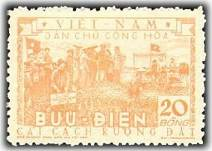 VIỆT NAM
DÂN CHỦ CỘNG HÒA
BƯU-ĐIỆN
20
ĐỒNG
CẢI CÁCH RUỘNG ĐẤT